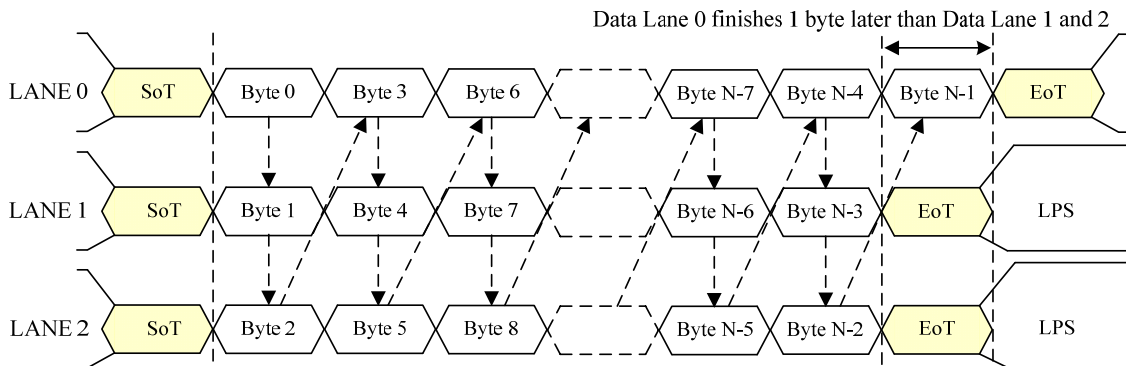 Data Lane 0 finishes 1 byte later than Data Lane 1 and 2
LANE 0 SoT Byte 0 Byte 3 Byte 6 Byte N-7 Byte N-4 Byte N-1 EoT
LANE 1 SoT Byte 1 Byte 4 Byte 7 Byte N-6 Byte N-3 EoT LPS
LANE 2 SoT Byte 2 Byte 5 Byte 8 Byte N-5 Byte N-2 EoT LPS